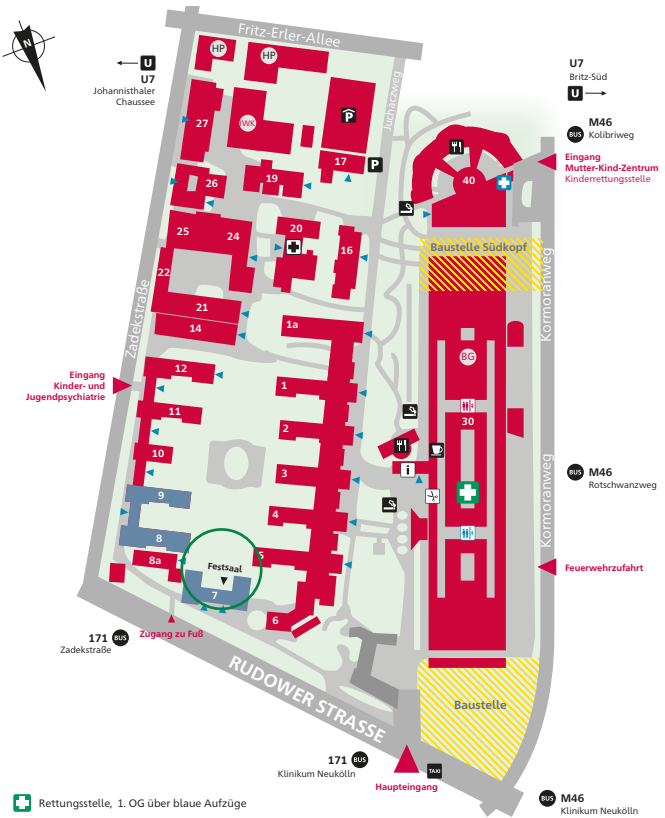 Fritz-Erler-Allee
N
HP
HP
U
U7
Johannisthaler
Chaussee
Juchaczweg
U7
Britz-Süd
U
BUS M46
Kolibriweg
Eingang
Mutter-Kind-Zentrum
Kinderrettungsstelle
27
IWK
P
17
P
19
26
40
25
24
20
16
22
21
14
Baustelle Südkopf
Kormoranweg
Zadekstraße
1a
BG
12
Eingang
Kinder- und
Jugendpsychiatrie
11
1
2
30
10
3
i
BUS M46
Rotschwanzweg
9
4
8
8a
5
Festsaal
7
6
Kormoranweg
Feuerwehrzufahrt
171 BUS
Zadekstraße
Zugang zu Fuß
RUDOWER STRASSE
Baustelle
171 BUS
Klinikum Neukölln
TAXI
Haupteingang
BUS M46
Klinikum Neukölln
Rettungsstelle, 1. OG über blaue Aufzüge